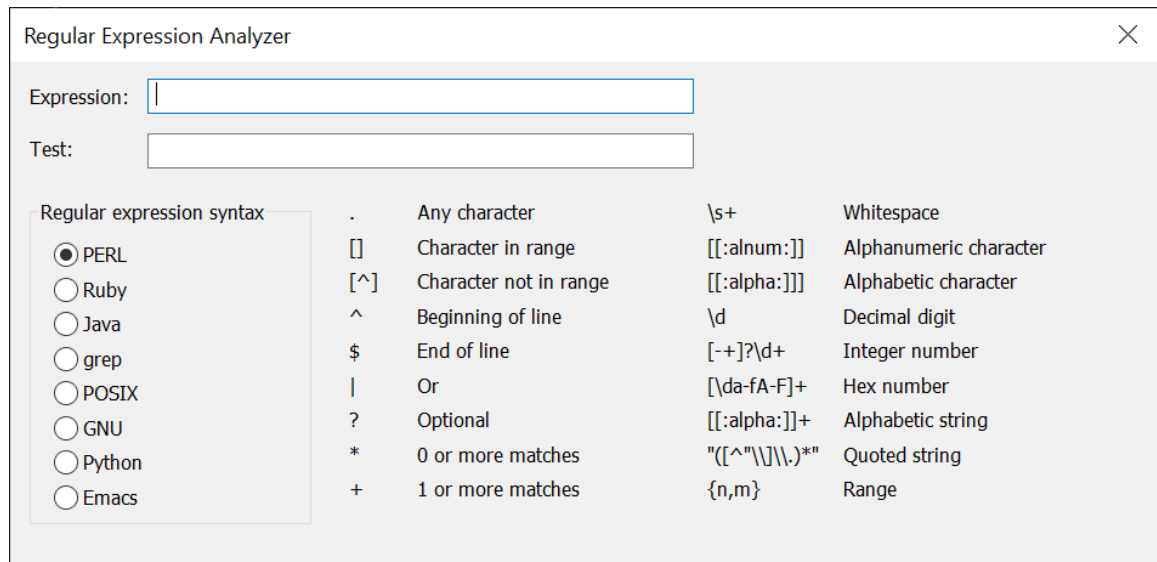 Regular Expression Analyzer
Expression:
Test:
Regular expression syntax
PERL
Ruby
Java
grep
POSIX
GNU
Python
Emacs
. Any character \s+ Whitespace
[] Character in range [[:alnum:]] Alphanumeric character
[^] Character not in range [[:alpha:]]] Alphabetic character
^ Beginning of line \d Decimal digit
$ End of line [-+]?\d+ Integer number
| Or [\da-fA-F]+ Hex number
? Optional [[:alpha:]]+ Alphabetic string
* 0 or more matches "([^"\\]\\.)*" Quoted string
+ 1 or more matches {n,m} Range